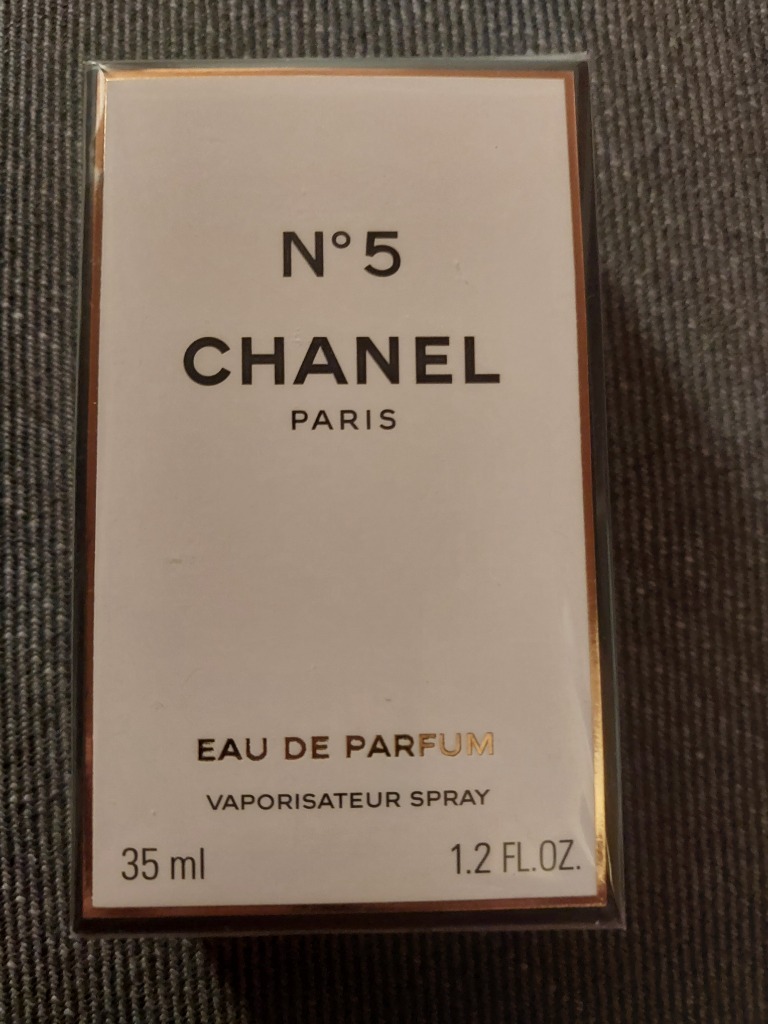 N° 5
CHANEL
PARIS
EAU DE PARFUM
VAPORISATEUR SPRAY
35 ml 1.2 FL.OZ.